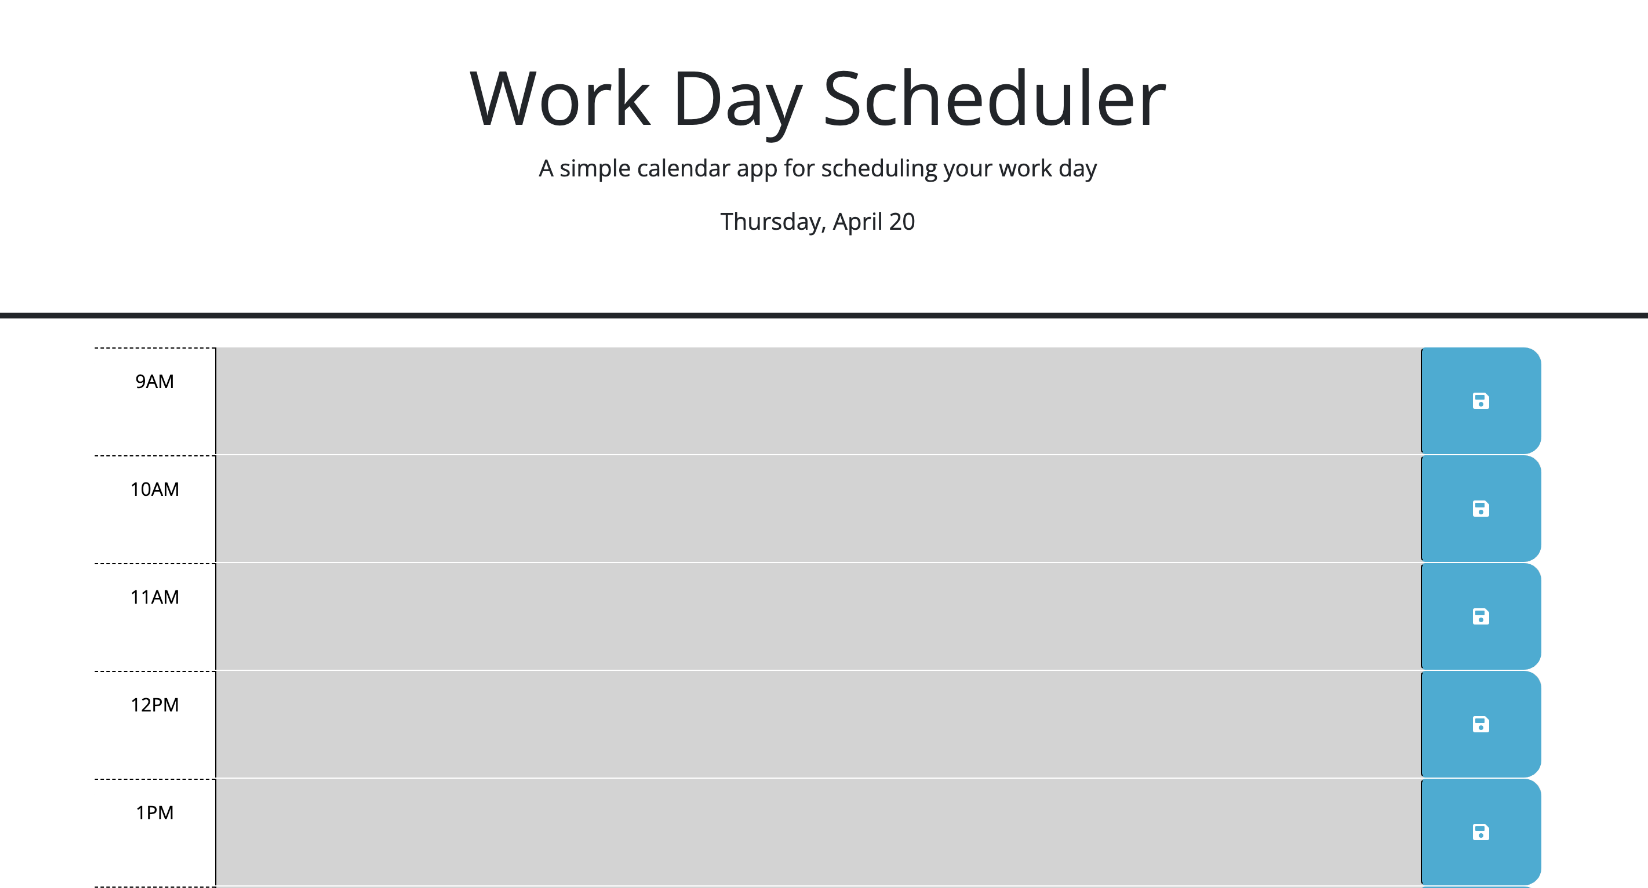 Work Day Scheduler
A simple calendar app for scheduling your work day
Thursday, April 20
9AM
10AM
11AM
12PM
1PM